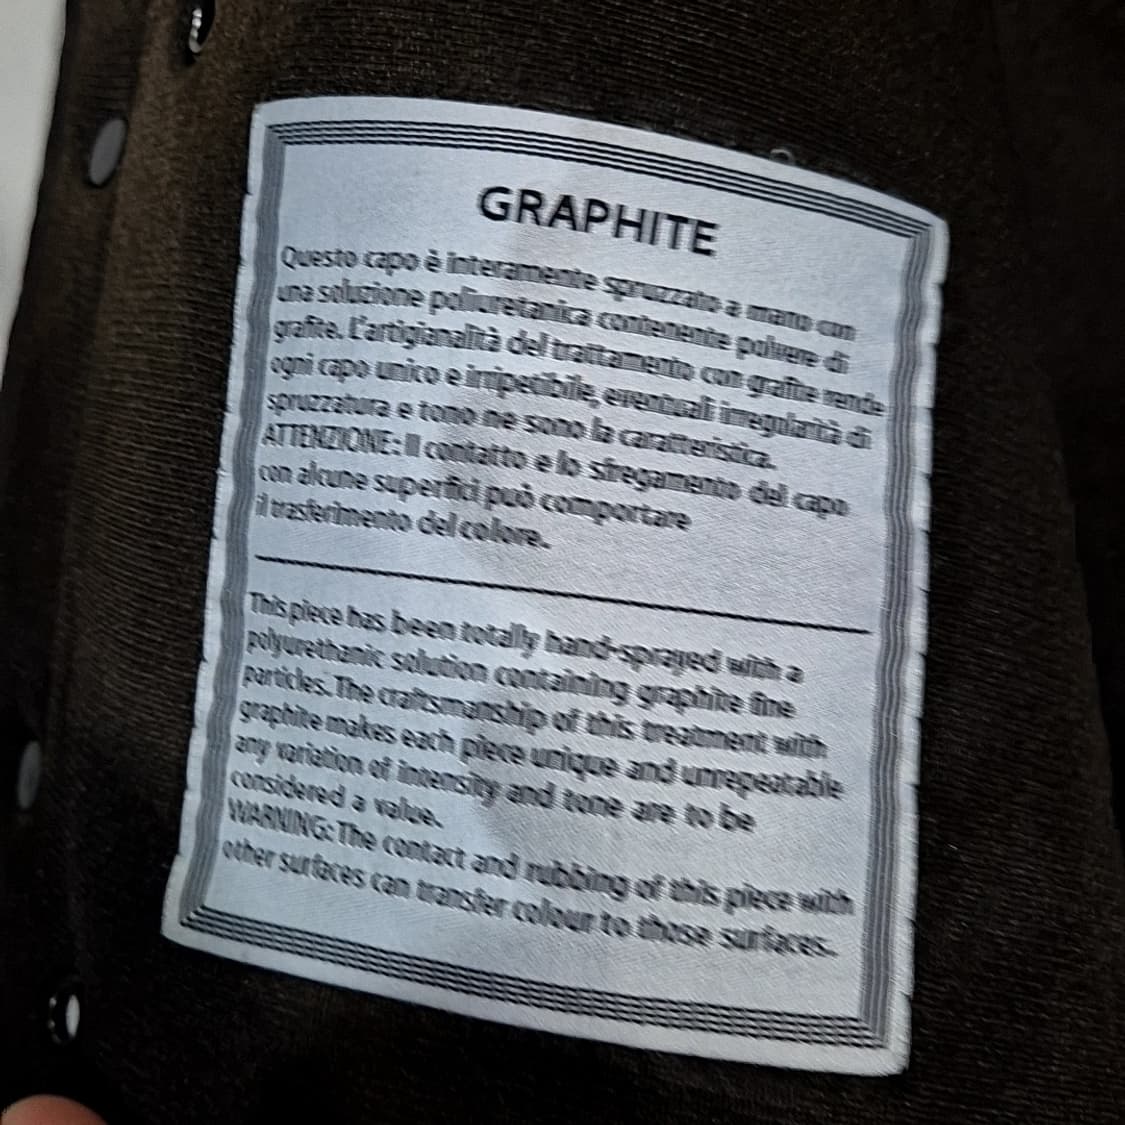 GRAPHITE
Questo capo è interamente spruzzato a mano con
una soluzione poliuretanica contenente polvere di
grafite. L'artigianalità del trattamento con grafite rende
ogni capo unico e irripetibile, eventuali irregolarità di
spruzzatura e tono ne sono la caratteristica.
ATTENZIONE: Il contatto e lo sfregamento del capo
con alcune superfici può comportare
il trasferimento del colore.
This piece has been totally hand-sprayed with a
polyurethanic solution containing graphite fine
particles. The craftsmanship of this treatment with
graphite makes each piece unique and unrepeatable
any variation of intensity and tone are to be
considered a value.
WARNING: The contact and rubbing of this piece with
other surfaces can transfer colour to those surfaces.